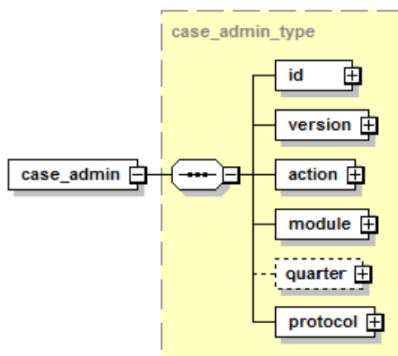 case_admin_type
id
version
case_admin
action
module
quarter
protocol